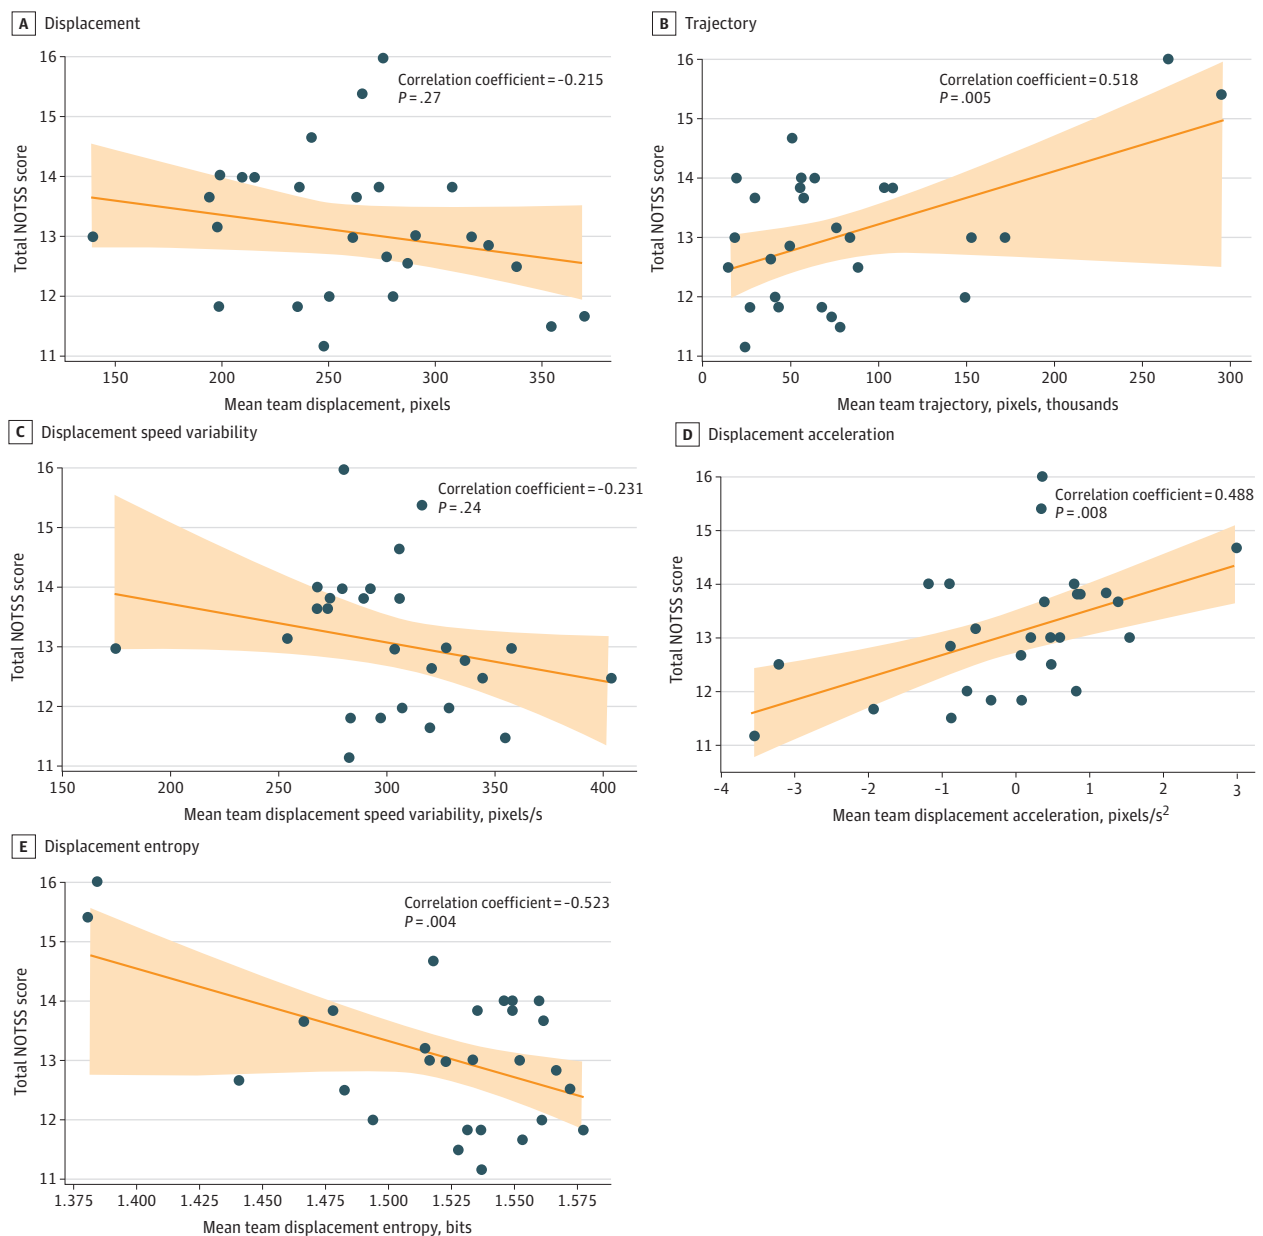 A Displacement
16
15
14
13
12
11
Total NOTSS score
Correlation coefficient = -0.215
P = .27
150 200 250 300 350
Mean team displacement, pixels
B Trajectory
16
15
14
13
12
11
Total NOTSS score
Correlation coefficient = 0.518
P = .005
0 50 100 150 200 250 300
Mean team trajectory, pixels, thousands
C Displacement speed variability
16
15
14
13
12
11
Total NOTSS score
Correlation coefficient = -0.231
P = .24
150 200 250 300 350 400
Mean team displacement speed variability, pixels/s
D Displacement acceleration
16
15
14
13
12
11
Total NOTSS score
Correlation coefficient = 0.488
P = .008
-4 -3 -2 -1 0 1 2 3
Mean team displacement acceleration, pixels/s²
E Displacement entropy
16
15
14
13
12
11
Total NOTSS score
Correlation coefficient = -0.523
P = .004
1.375 1.400 1.425 1.450 1.475 1.500 1.525 1.550 1.575
Mean team displacement entropy, bits